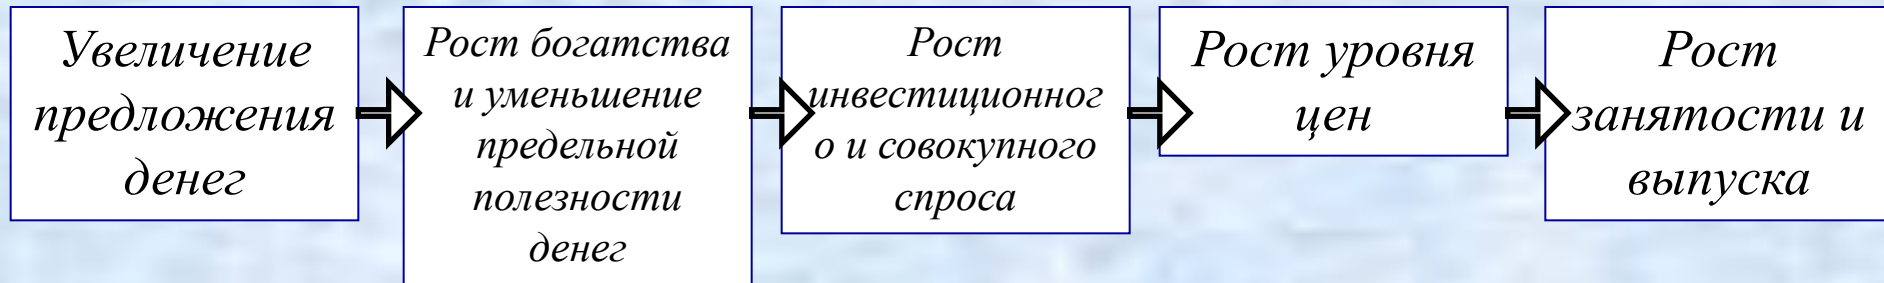 Увеличение
предложения
денег
Рост богатства
и уменьшение
предельной
полезности
денег
Рост
инвестиционног
о и совокупного
спроса
Рост уровня
цен
Рост
занятости и
выпуска